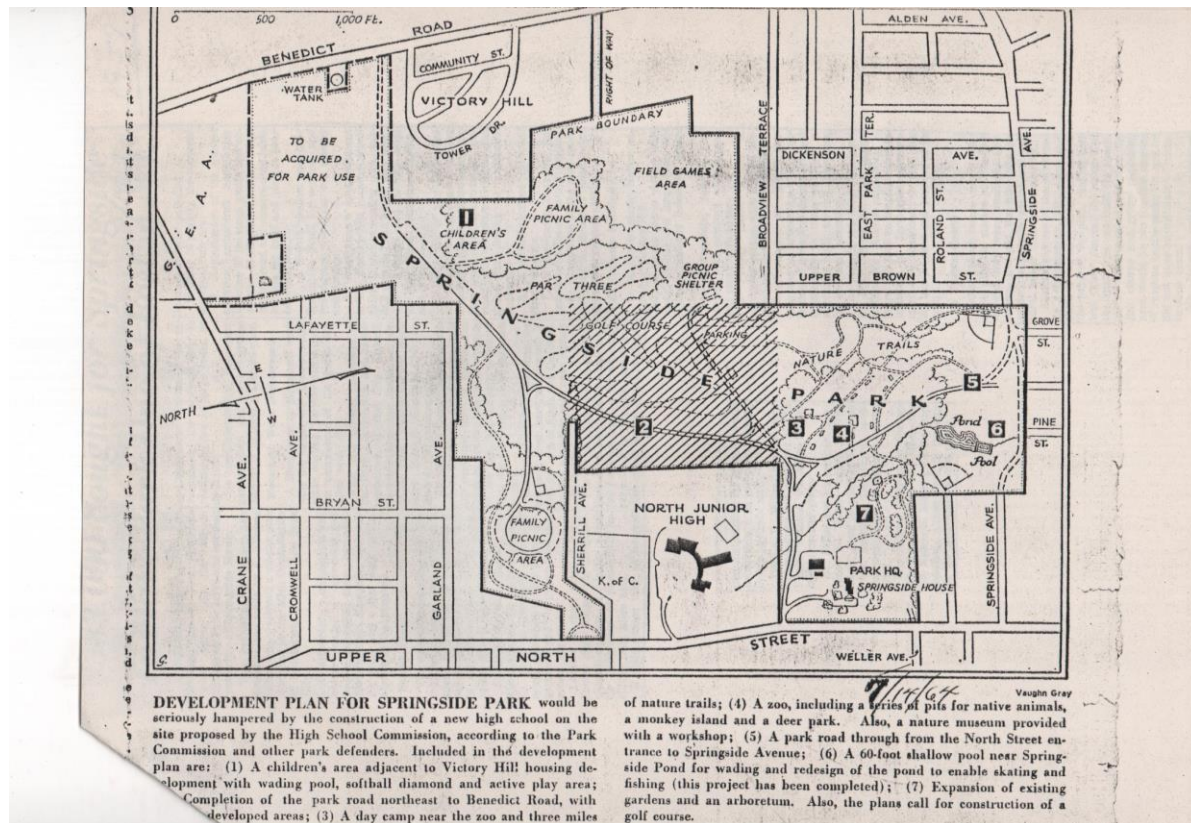 0 500 1,000 FT.
BENEDICT ROAD
COMMUNITY ST.
WATER TANK
VICTORY HILL
TOWER DR.
RIGHT OF WAY
PARK BOUNDARY
ALDEN AVE.
TO BE
ACQUIRED.
FOR PARK USE
G. E. A. A.
FIELD GAMES
AREA
BROADVIEW TERRACE
DICKENSON AVE.
EAST PARK TER.
ROLAND ST.
SPRINGSIDE AVE.
FAMILY
PICNIC AREA
1
CHILDREN'S
AREA
UPPER BROWN ST.
GROUP
PICNIC
SHELTER
PAR THREE
GOLF COURSE
PARKING
SPRINGSIDE PARK
NATURE TRAILS
GROVE
ST.
LAFAYETTE ST.
NORTH
E
W
5
2
3
4
6
Pond
Pool
PINE
ST.
CRANE AVE.
CROMWELL AVE.
GARLAND AVE.
BRYAN ST.
FAMILY
PICNIC
AREA
SHERRILL AVE.
NORTH JUNIOR
HIGH
7
K. of C.
PARK HQ.
SPRINGSIDE HOUSE
SPRINGSIDE AVE.
UPPER NORTH STREET
WELLER AVE.
G.
9/14/64
Vaughn Gray
DEVELOPMENT PLAN FOR SPRINGSIDE PARK would be
seriously hampered by the construction of a new high school on the
site proposed by the High School Commission, according to the Park
Commission and other park defenders. Included in the development
plan are: (1) A children's area adjacent to Victory Hill housing de-
velopment with wading pool, softball diamond and active play area;
Completion of the park road northeast to Benedict Road, with
developed areas; (3) A day camp near the zoo and three miles
of nature trails; (4) A zoo, including a series of pits for native animals,
a monkey island and a deer park. Also, a nature museum provided
with a workshop; (5) A park road through from the North Street en-
trance to Springside Avenue; (6) A 60-foot shallow pool near Spring-
side Pond for wading and redesign of the pond to enable skating and
fishing (this project has been completed); (7) Expansion of existing
gardens and an arboretum. Also, the plans call for construction of a
golf course.